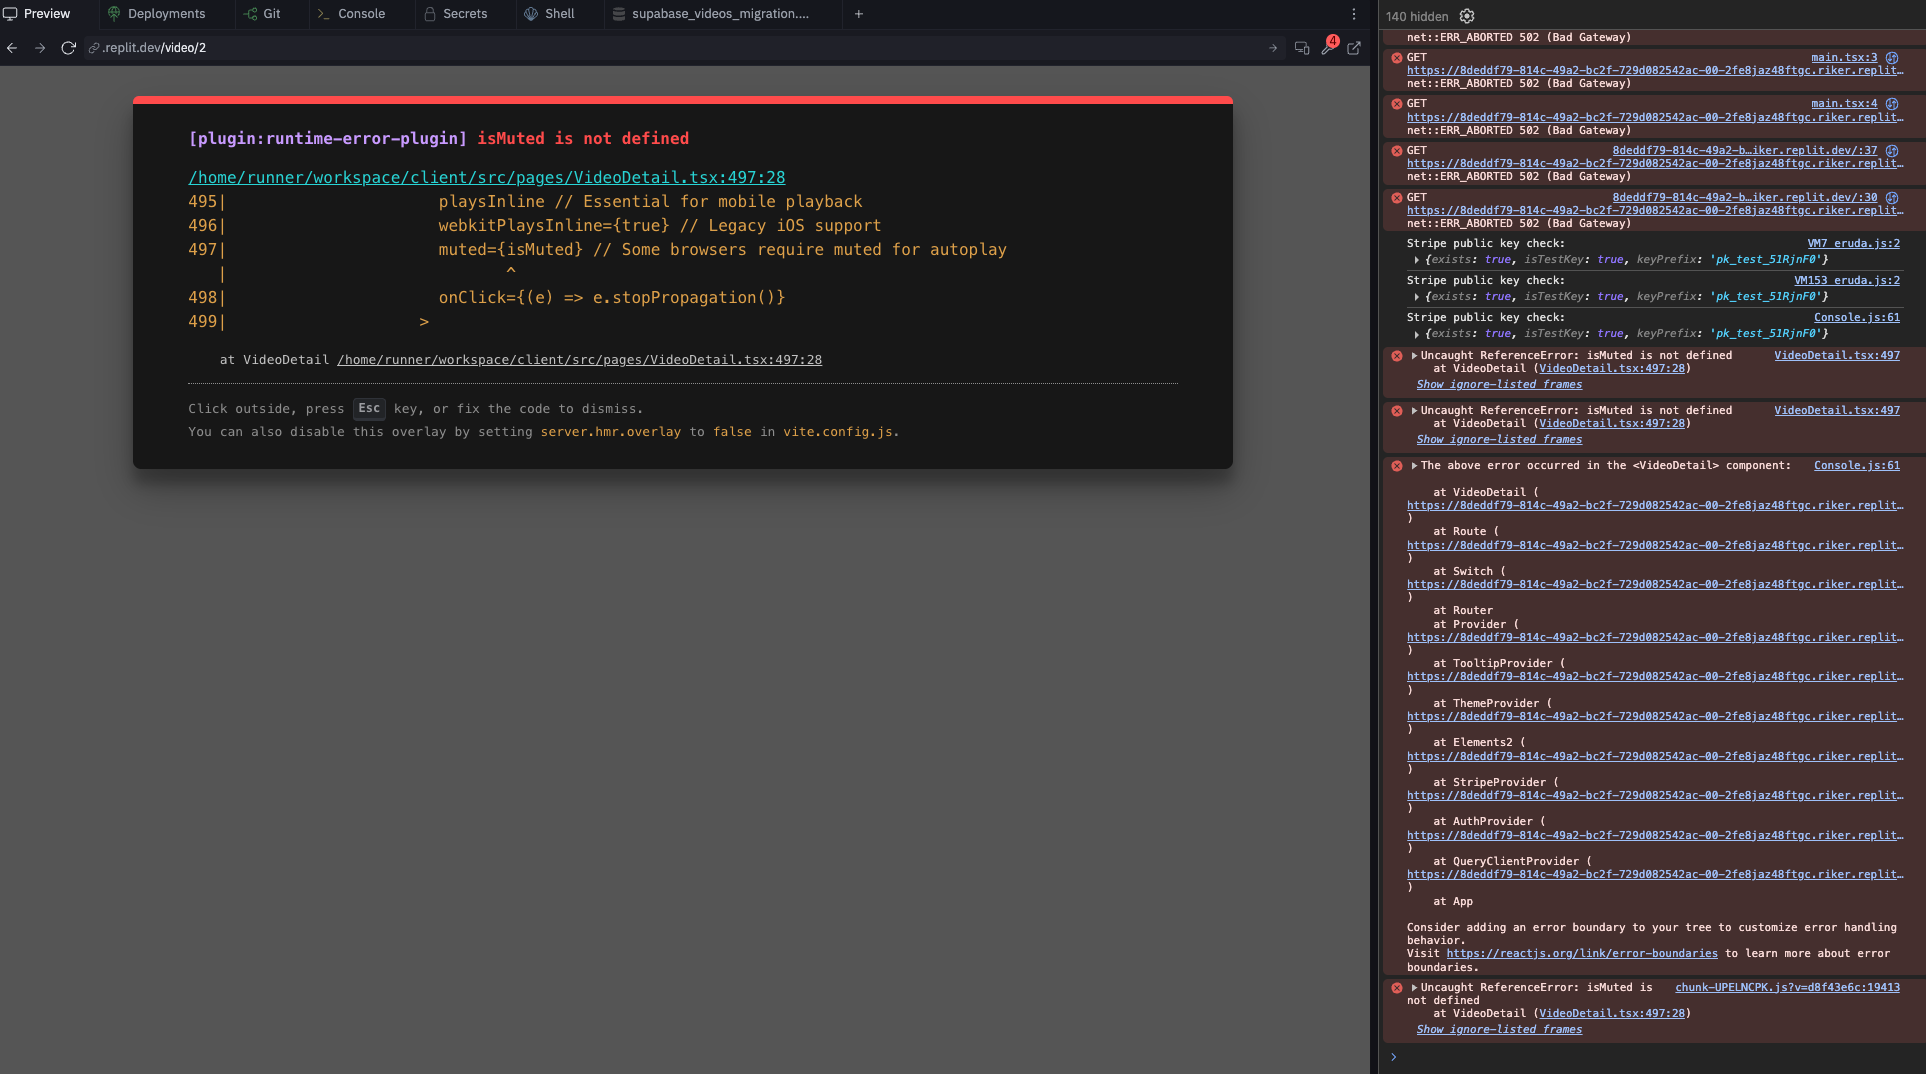 Preview
Deployments
Git
Console
Secrets
Shell
supabase_videos_migration....
.replit.dev/video/2
4
[plugin:runtime-error-plugin] isMuted is not defined
/home/runner/workspace/client/src/pages/VideoDetail.tsx:497:28
495| playsInline // Essential for mobile playback
496| webkitPlaysInline={true} // Legacy iOS support
497| muted={isMuted} // Some browsers require muted for autoplay
| ^
498| onClick={(e) => e.stopPropagation()}
499| >
at VideoDetail /home/runner/workspace/client/src/pages/VideoDetail.tsx:497:28
Click outside, press Esc key, or fix the code to dismiss.
You can also disable this overlay by setting server.hmr.overlay to false in vite.config.js.
140 hidden
net::ERR_ABORTED 502 (Bad Gateway)
GET main.tsx:3
https://8deddf79-814c-49a2-bc2f-729d082542ac-00-2fe8jaz48ftgc.riker.replit…
net::ERR_ABORTED 502 (Bad Gateway)
GET main.tsx:4
https://8deddf79-814c-49a2-bc2f-729d082542ac-00-2fe8jaz48ftgc.riker.replit…
net::ERR_ABORTED 502 (Bad Gateway)
GET 8deddf79-814c-49a2-b…iker.replit.dev/:37
https://8deddf79-814c-49a2-bc2f-729d082542ac-00-2fe8jaz48ftgc.riker.replit…
net::ERR_ABORTED 502 (Bad Gateway)
GET 8deddf79-814c-49a2-b…iker.replit.dev/:30
https://8deddf79-814c-49a2-bc2f-729d082542ac-00-2fe8jaz48ftgc.riker.replit…
net::ERR_ABORTED 502 (Bad Gateway)
Stripe public key check: VM7 eruda.js:2
{exists: true, isTestKey: true, keyPrefix: 'pk_test_51RjnF0'}
Stripe public key check: VM153 eruda.js:2
{exists: true, isTestKey: true, keyPrefix: 'pk_test_51RjnF0'}
Stripe public key check: Console.js:61
{exists: true, isTestKey: true, keyPrefix: 'pk_test_51RjnF0'}
Uncaught ReferenceError: isMuted is not defined VideoDetail.tsx:497
at VideoDetail (VideoDetail.tsx:497:28)
Show ignore-listed frames
Uncaught ReferenceError: isMuted is not defined VideoDetail.tsx:497
at VideoDetail (VideoDetail.tsx:497:28)
Show ignore-listed frames
The above error occurred in the <VideoDetail> component: Console.js:61
at VideoDetail (
https://8deddf79-814c-49a2-bc2f-729d082542ac-00-2fe8jaz48ftgc.riker.replit…
)
at Route (
https://8deddf79-814c-49a2-bc2f-729d082542ac-00-2fe8jaz48ftgc.riker.replit…
)
at Switch (
https://8deddf79-814c-49a2-bc2f-729d082542ac-00-2fe8jaz48ftgc.riker.replit…
)
at Router
at Provider (
https://8deddf79-814c-49a2-bc2f-729d082542ac-00-2fe8jaz48ftgc.riker.replit…
)
at TooltipProvider (
https://8deddf79-814c-49a2-bc2f-729d082542ac-00-2fe8jaz48ftgc.riker.replit…
)
at ThemeProvider (
https://8deddf79-814c-49a2-bc2f-729d082542ac-00-2fe8jaz48ftgc.riker.replit…
)
at Elements2 (
https://8deddf79-814c-49a2-bc2f-729d082542ac-00-2fe8jaz48ftgc.riker.replit…
)
at StripeProvider (
https://8deddf79-814c-49a2-bc2f-729d082542ac-00-2fe8jaz48ftgc.riker.replit…
)
at AuthProvider (
https://8deddf79-814c-49a2-bc2f-729d082542ac-00-2fe8jaz48ftgc.riker.replit…
)
at QueryClientProvider (
https://8deddf79-814c-49a2-bc2f-729d082542ac-00-2fe8jaz48ftgc.riker.replit…
)
at App
Consider adding an error boundary to your tree to customize error handling
behavior.
Visit https://reactjs.org/link/error-boundaries to learn more about error
boundaries.
Uncaught ReferenceError: isMuted is chunk-UPELNCPK.js?v=d8f43e6c:19413
not defined
at VideoDetail (VideoDetail.tsx:497:28)
Show ignore-listed frames